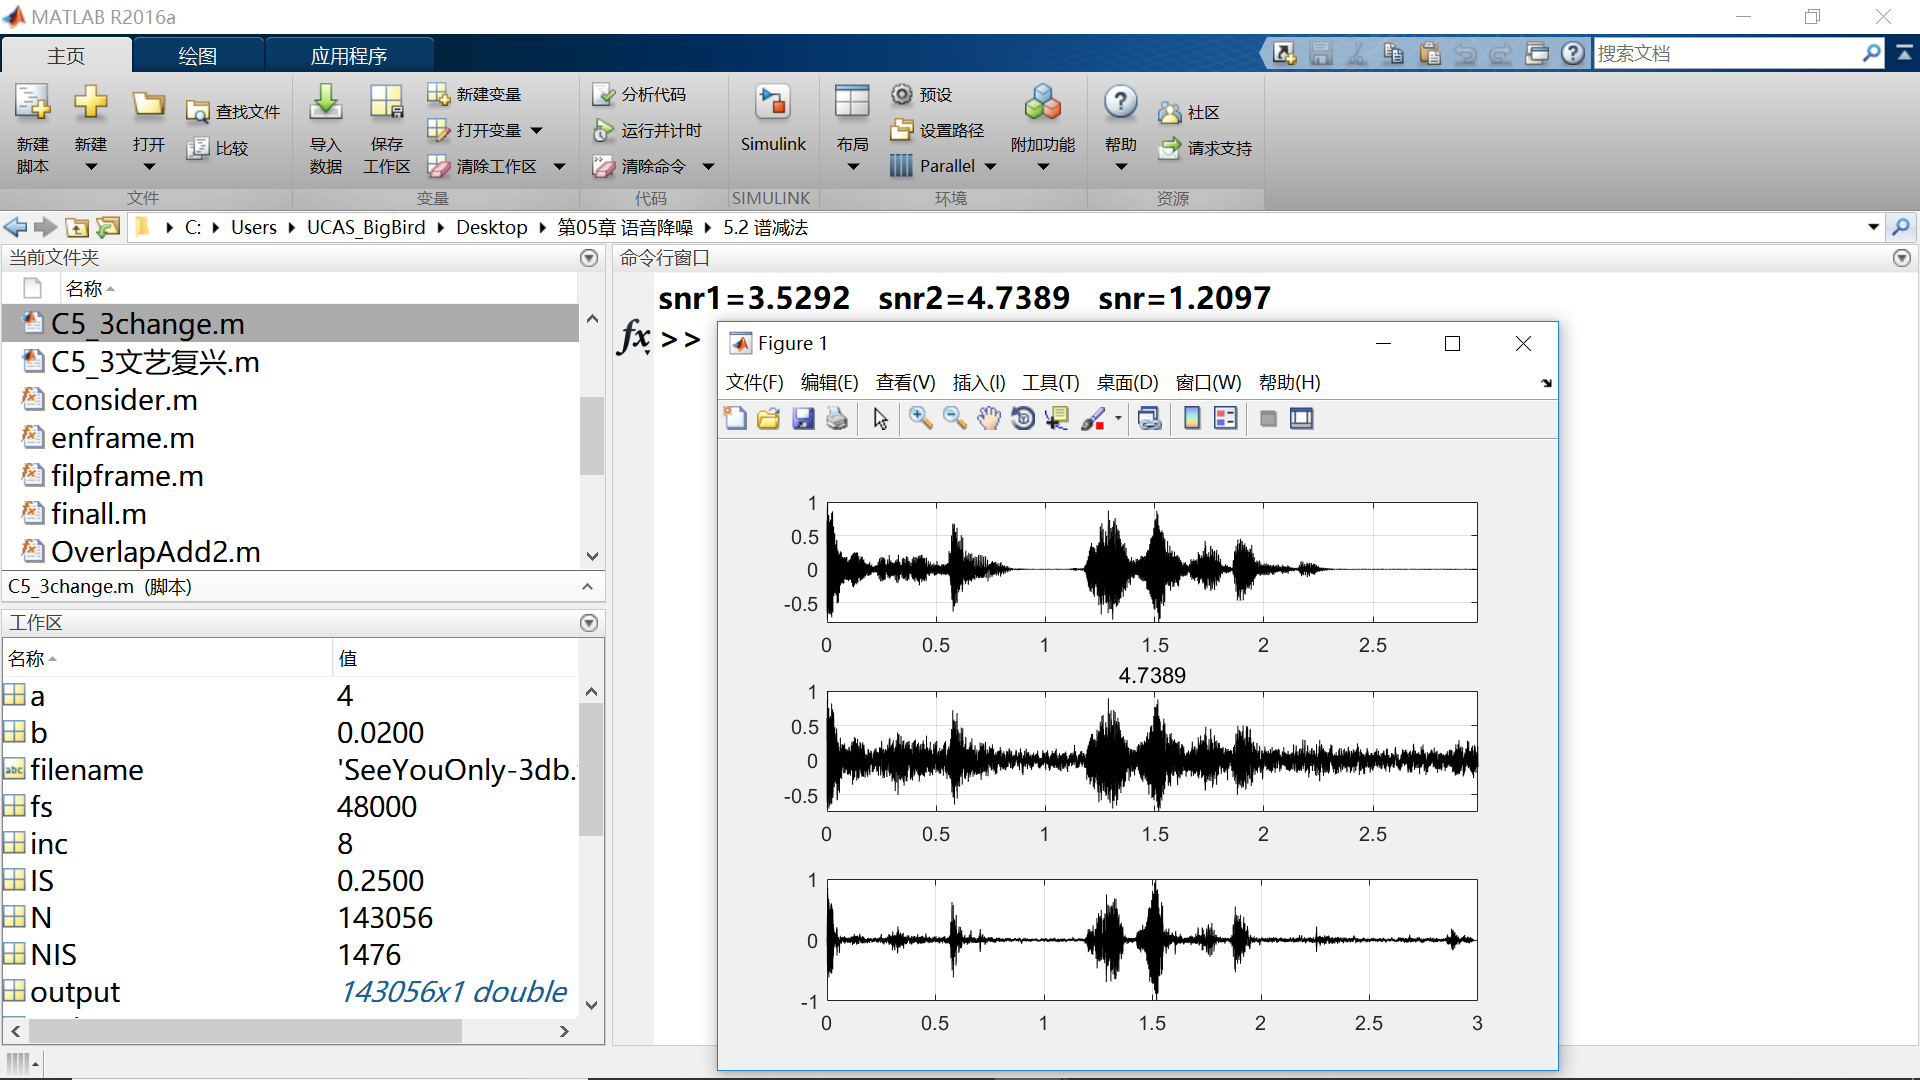 MATLAB R2016a
主页 绘图 应用程序
搜索文档
新建脚本
新建
打开
查找文件
比较
文件
导入数据
保存工作区
新建变量
打开变量
清除工作区
变量
分析代码
运行并计时
清除命令
代码
Simulink
SIMULINK
布局
预设
设置路径
Parallel
附加功能
环境
帮助
社区
请求支持
资源
C: Users UCAS_BigBird Desktop 第05章 语音降噪 5.2 谱减法
当前文件夹
名称
C5_3change.m
C5_3文艺复兴.m
consider.m
enframe.m
filpframe.m
finall.m
OverlapAdd2.m
C5_3change.m (脚本)
工作区
名称 值
a 4
b 0.0200
filename 'SeeYouOnly-3db.
fs 48000
inc 8
IS 0.2500
N 143056
NIS 1476
output 143056x1 double
命令行窗口
snr1=3.5292 snr2=4.7389 snr=1.2097
fx >>
Figure 1
文件(F) 编辑(E) 查看(V) 插入(I) 工具(T) 桌面(D) 窗口(W) 帮助(H)
1
0.5
0
-0.5
0 0.5 1 1.5 2 2.5
4.7389
1
0.5
0
-0.5
0 0.5 1 1.5 2 2.5
1
0
-1
0 0.5 1 1.5 2 2.5 3